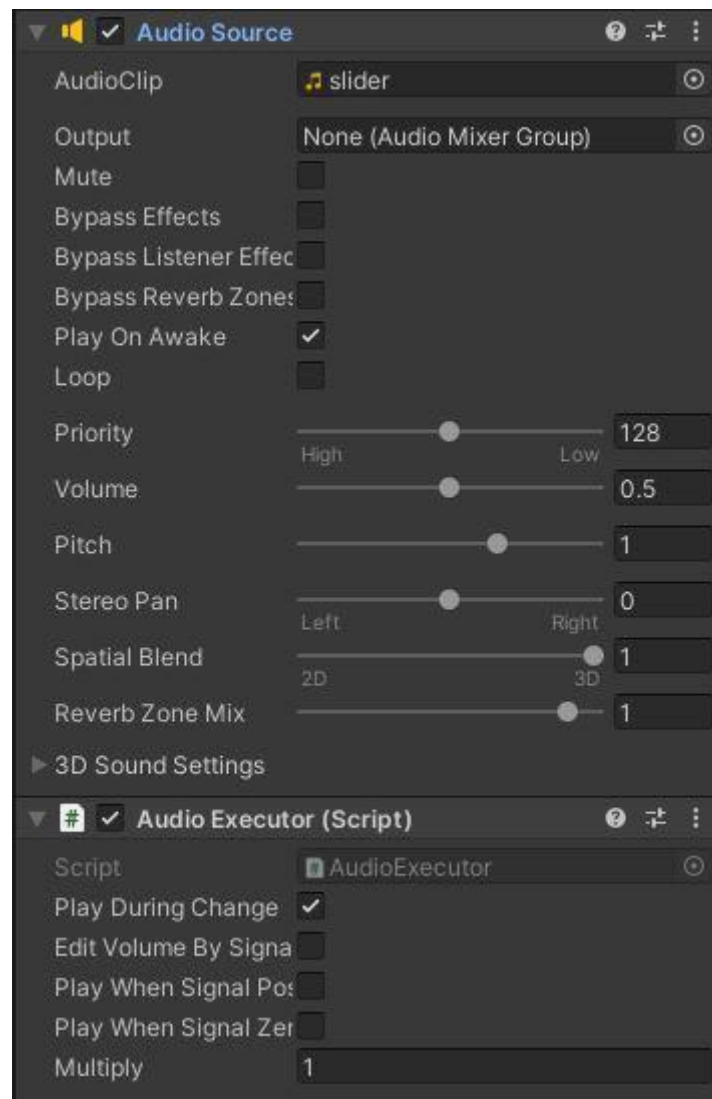 Audio Source
AudioClip slider
Output None (Audio Mixer Group)
Mute
Bypass Effects
Bypass Listener Effec
Bypass Reverb Zones
Play On Awake
Loop
Priority 128
High Low
Volume 0.5
Pitch 1
Stereo Pan 0
Left Right
Spatial Blend 1
2D 3D
Reverb Zone Mix 1
3D Sound Settings
# Audio Executor (Script)
Script # AudioExecutor
Play During Change
Edit Volume By Signa
Play When Signal Pos
Play When Signal Zer
Multiply 1